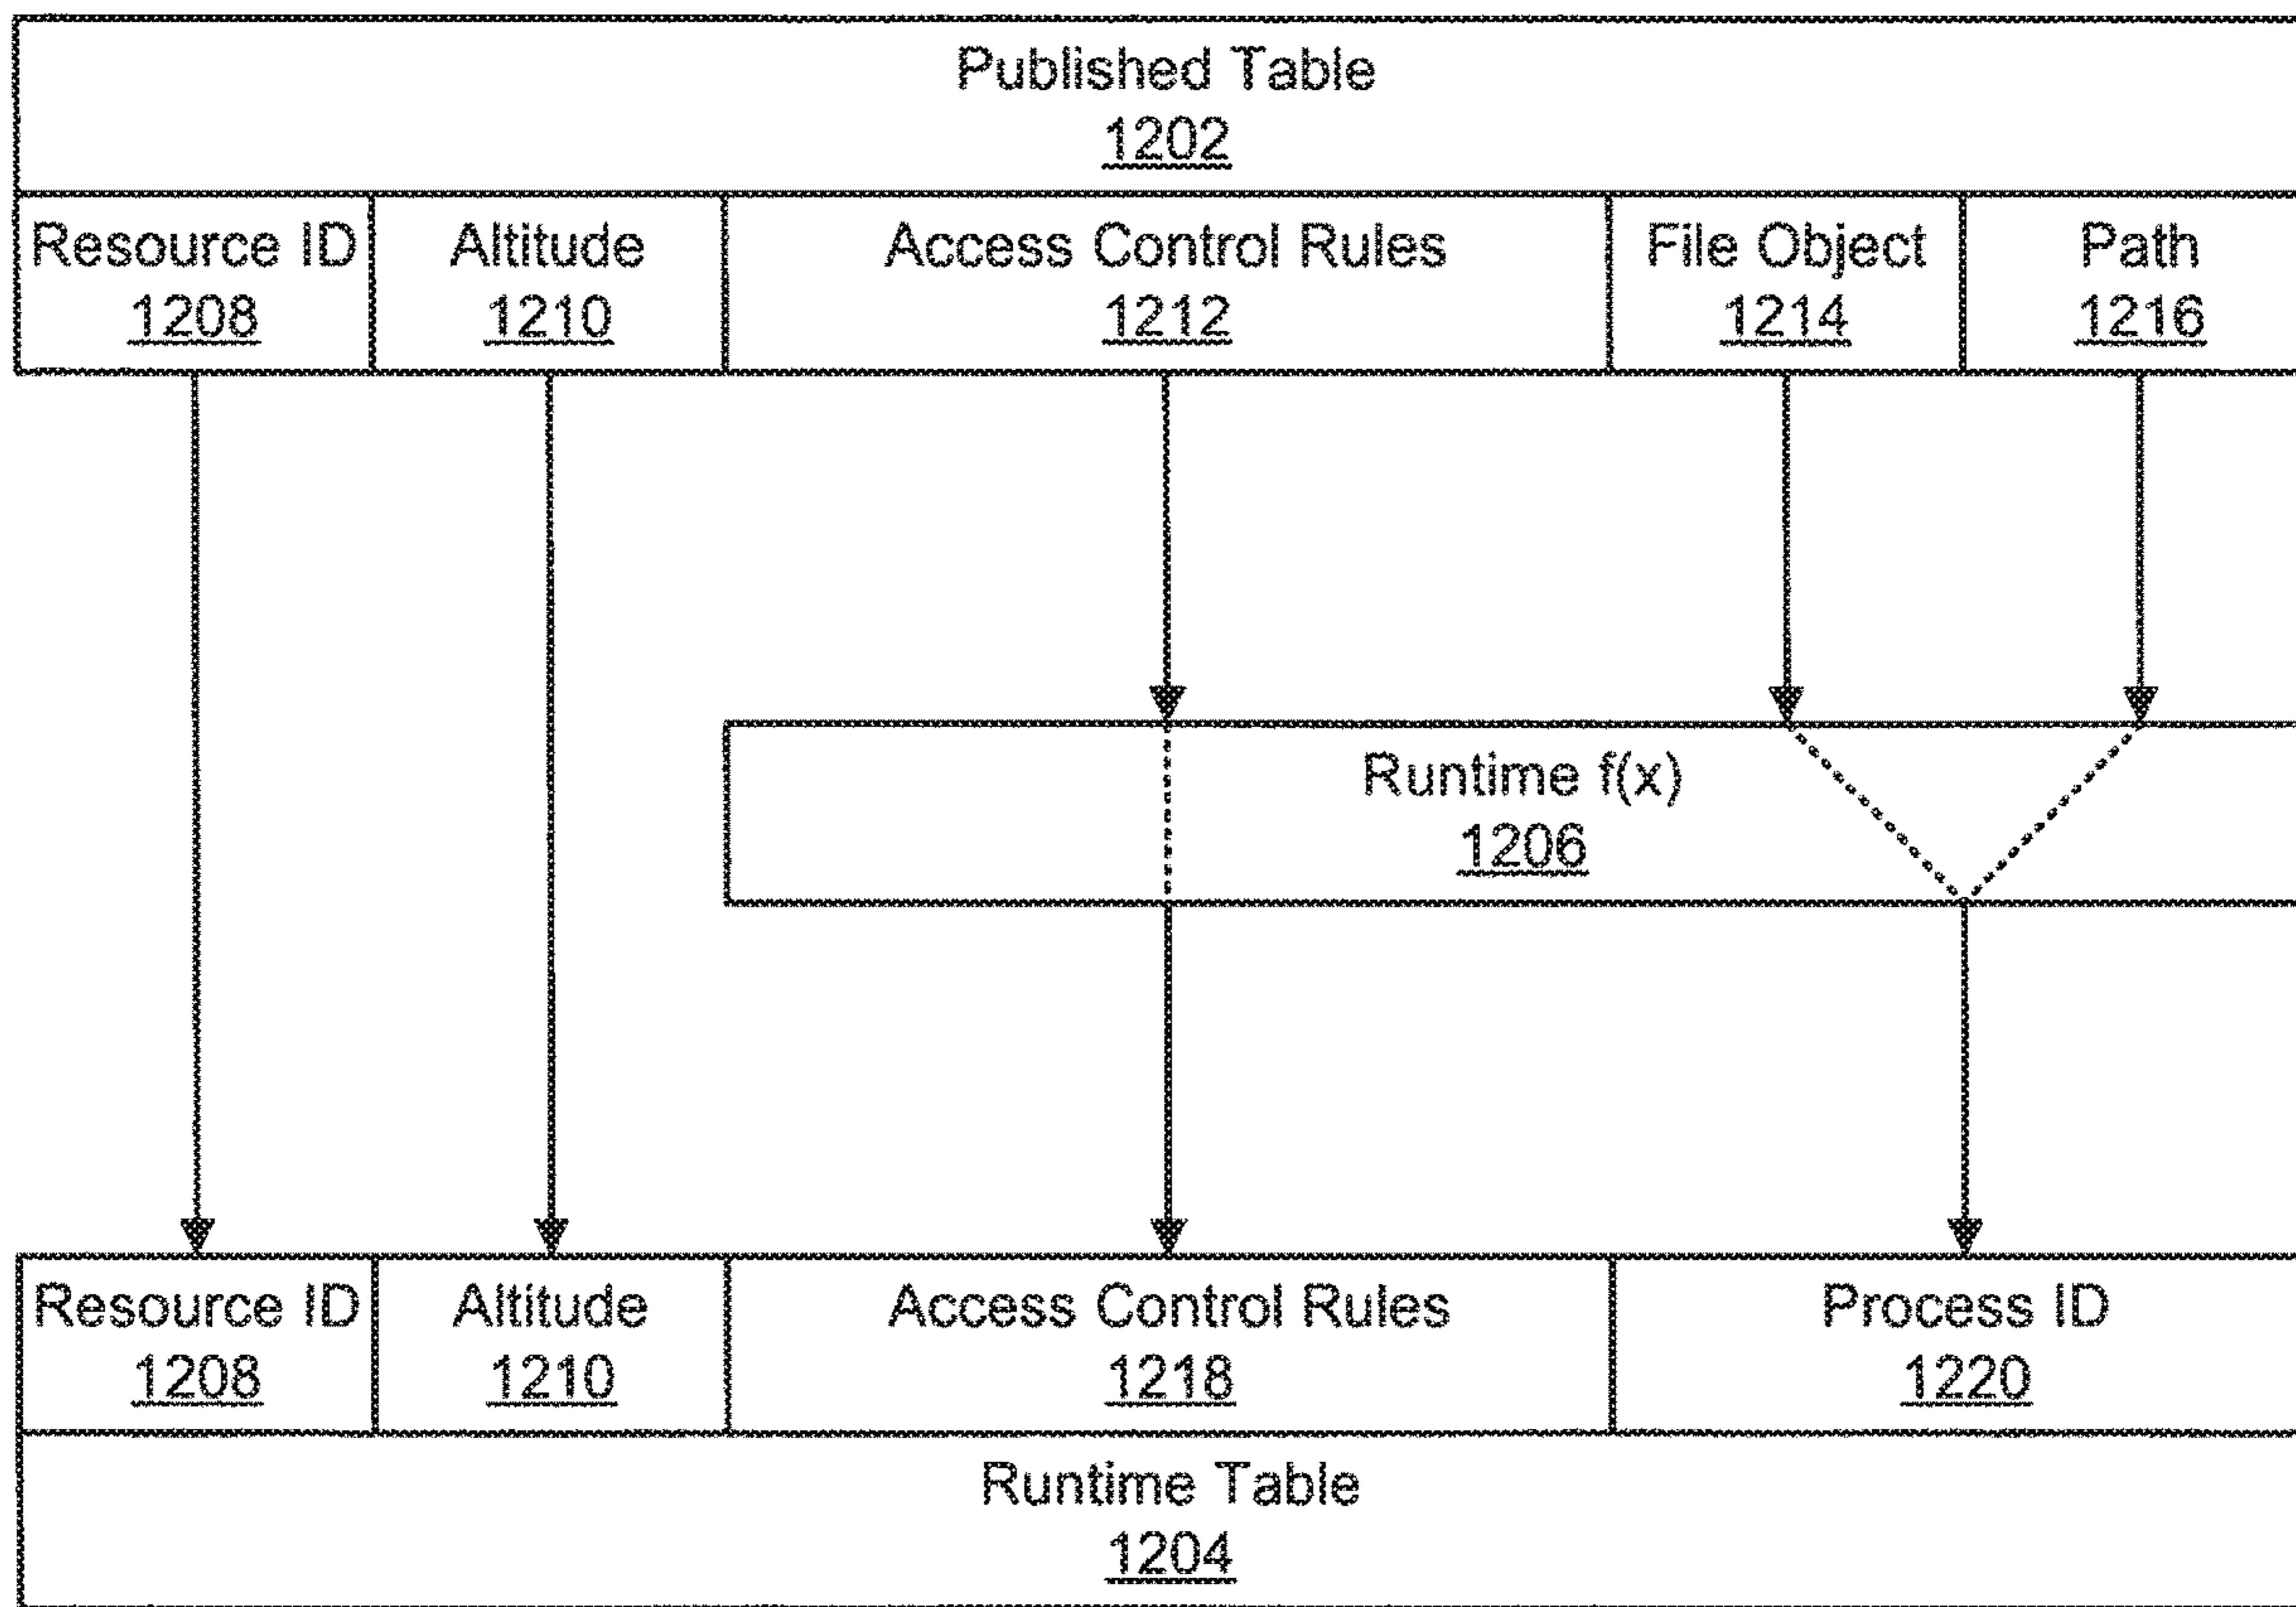 Published Table
1202
Resource ID Altitude Access Control Rules File Object Path
1208 1210 1212 1214 1216
Runtime f(x)
1206
Resource ID Altitude Access Control Rules Process ID
1208 1210 1218 1220
Runtime Table
1204